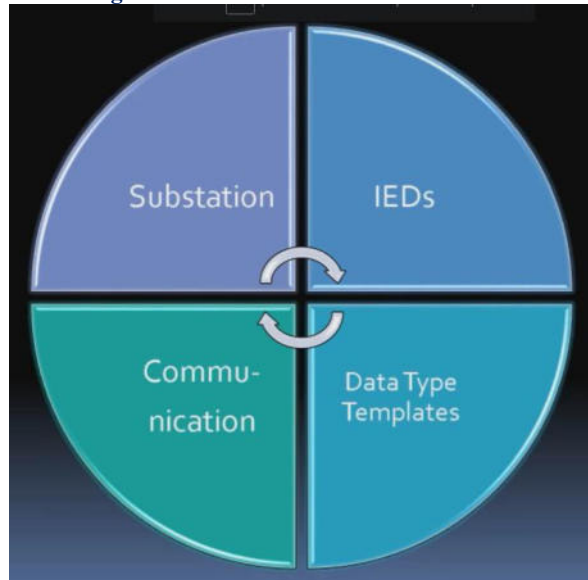 Substation
IEDs
Commu-
nication
Data Type
Templates